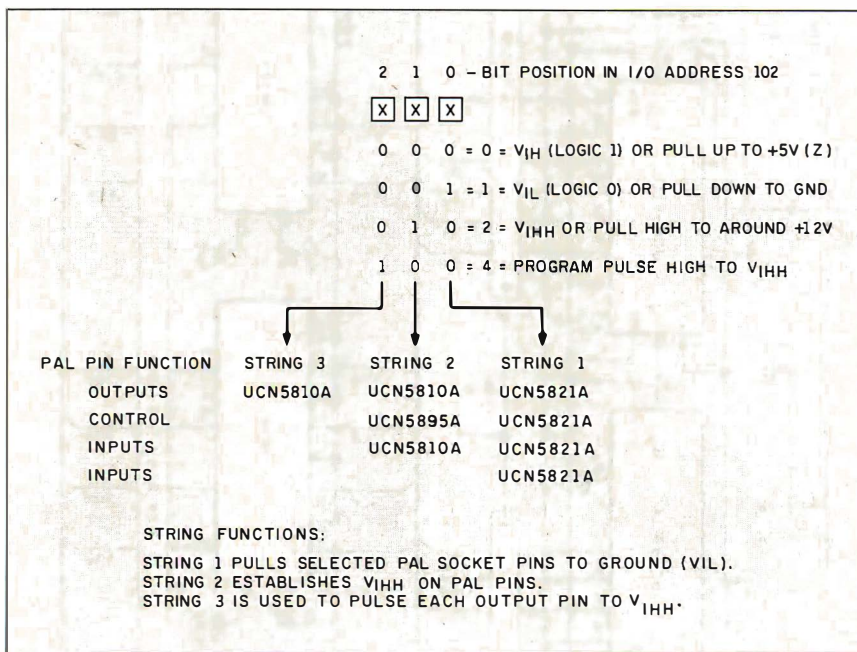 2 1 0 – BIT POSITION IN I/O ADDRESS 102
X X X
0 0 0 = 0 = VIH (LOGIC 1) OR PULL UP TO +5V (Z)
0 0 1 = 1 = VIL (LOGIC 0) OR PULL DOWN TO GND
0 1 0 = 2 = VIHH OR PULL HIGH TO AROUND +12V
1 0 0 = 4 = PROGRAM PULSE HIGH TO VIHH
PAL PIN FUNCTION STRING 3 STRING 2 STRING 1
OUTPUTS UCN5810A UCN5810A UCN5821A
CONTROL UCN5895A UCN5821A
INPUTS UCN5810A UCN5821A
INPUTS UCN5821A
STRING FUNCTIONS:
STRING 1 PULLS SELECTED PAL SOCKET PINS TO GROUND (VIL).
STRING 2 ESTABLISHES VIHH ON PAL PINS.
STRING 3 IS USED TO PULSE EACH OUTPUT PIN TO VIHH.